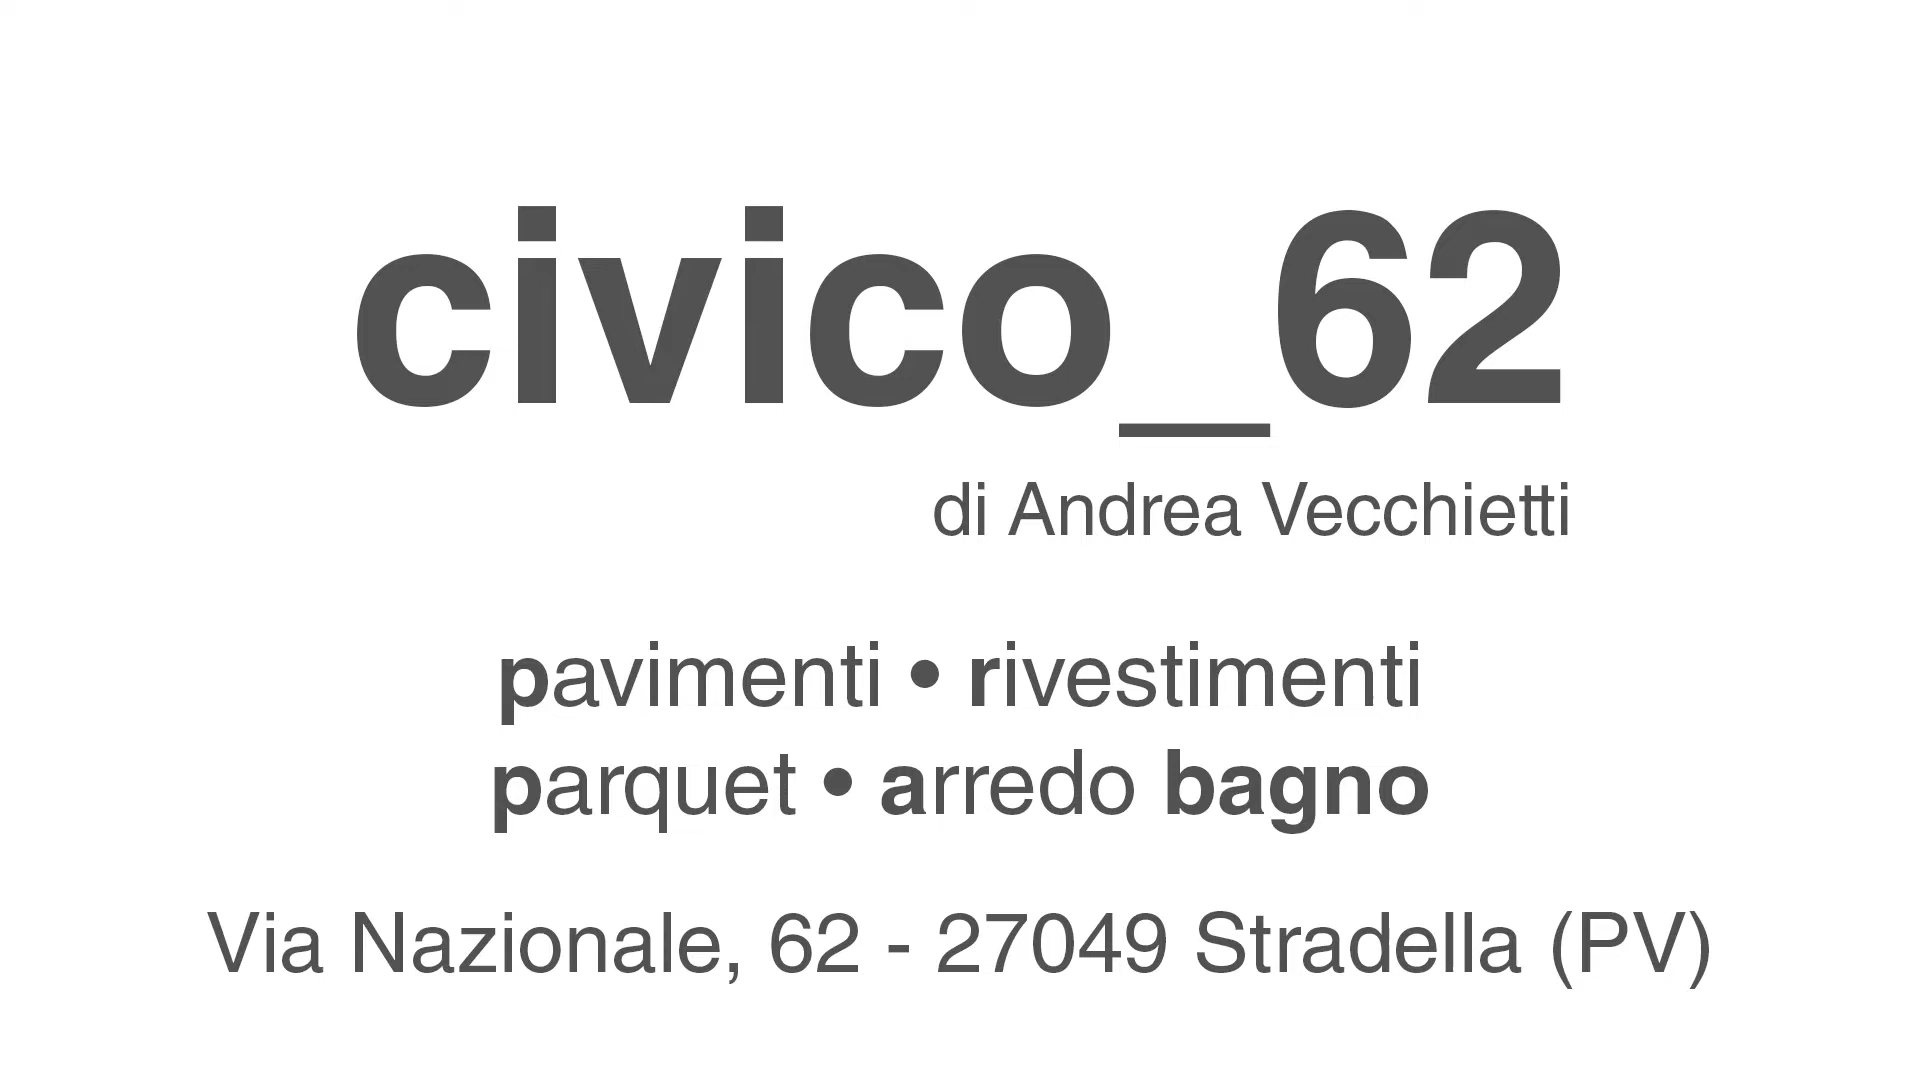 civico_62
di Andrea Vecchietti
pavimenti • rivestimenti
parquet • arredo bagno
Via Nazionale, 62 - 27049 Stradella (PV)